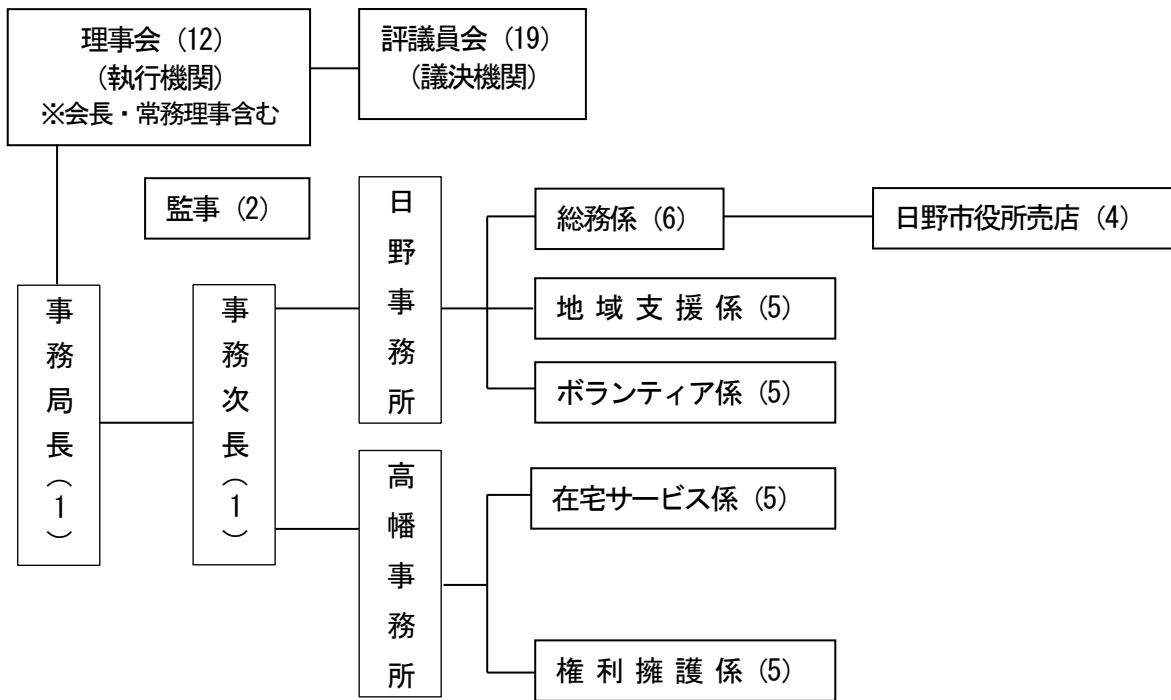 理事会（12）
（執行機関）
※会長・常務理事含む
評議員会（19）
（議決機関）
監事（2）
事務局長（1）
事務次長（1）
日野事務所
総務係（6）
日野市役所売店（4）
地域支援係（5）
ボランティア係（5）
高幡事務所
在宅サービス係（5）
権利擁護係（5）